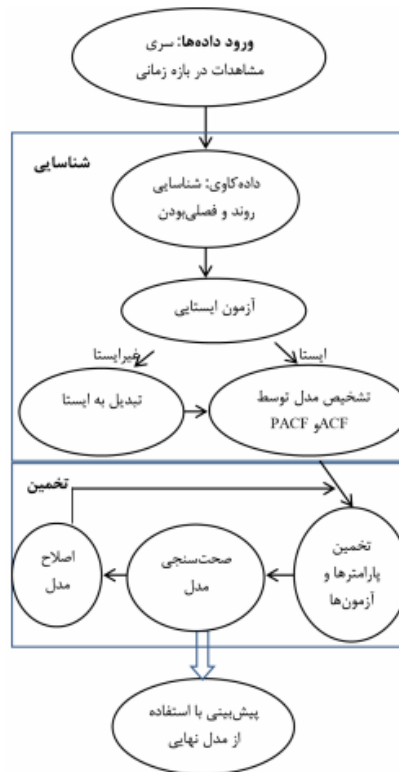 ورود داده‌ها: سری
مشاهدات در بازه زمانی
شناسایی
داده‌کاوی: شناسایی
روند و فصلی‌بودن
آزمون ایستایی
ایستا
غیرایستا
تشخیص مدل توسط
ACFو PACF
تبدیل به ایستا
تخمین
تخمین
پارامترها و
آزمون‌ها
صحت‌سنجی
مدل
اصلاح
مدل
پیش‌بینی با استفاده
از مدل نهایی